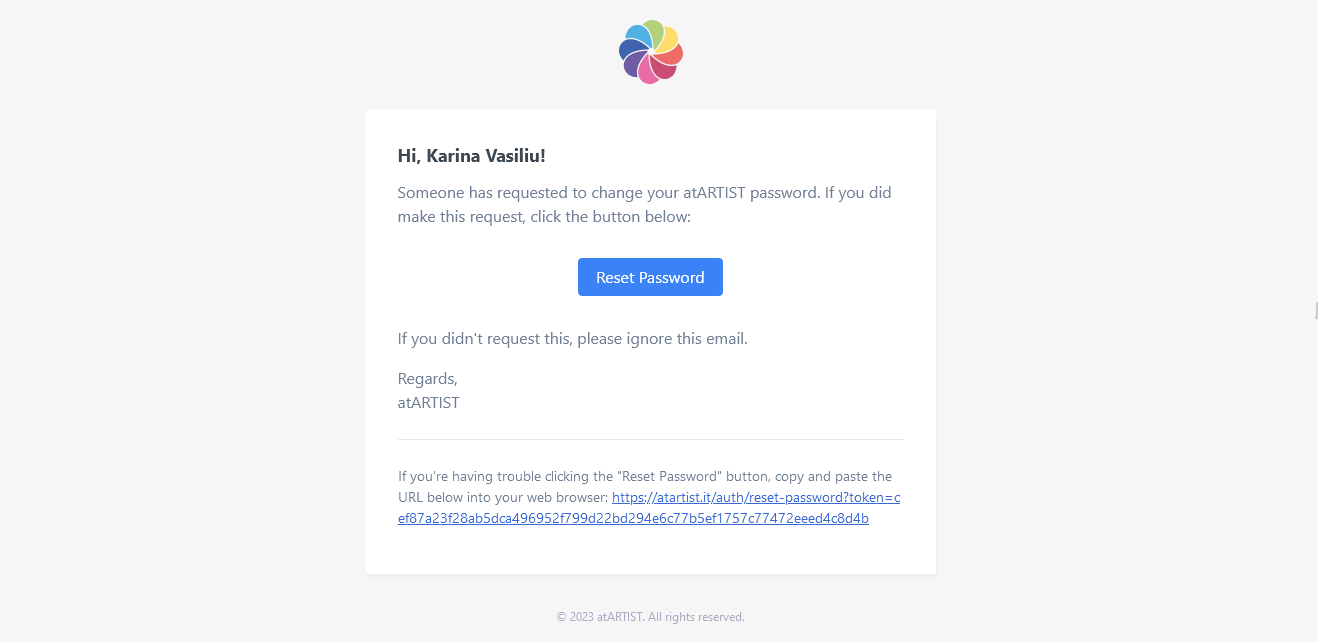 Hi, Karina Vasiliu!
Someone has requested to change your atARTIST password. If you did
make this request, click the button below:
Reset Password
If you didn't request this, please ignore this email.
Regards,
atARTIST
If you're having trouble clicking the "Reset Password" button, copy and paste the
URL below into your web browser: https://atartist.it/auth/reset-password?token=c
ef87a23f28ab5dca496952f799d22bd294e6c77b5ef1757c77472eeed4c8d4b
© 2023 atARTIST. All rights reserved.